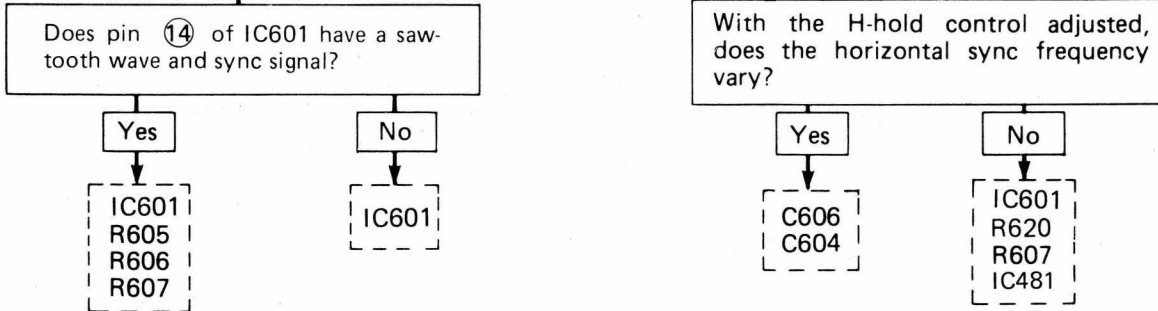 Does pin ⑭ of IC601 have a saw-
tooth wave and sync signal?
Yes
No
IC601
R605
R606
R607
IC601
With the H-hold control adjusted,
does the horizontal sync frequency
vary?
Yes
No
C606
C604
IC601
R620
R607
IC481